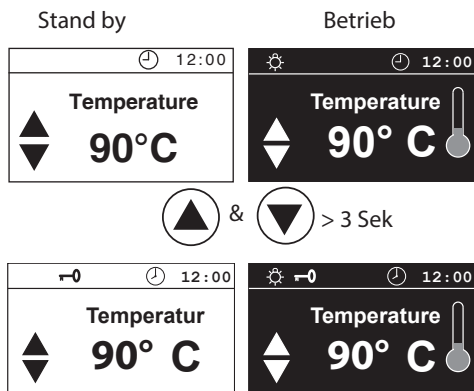 Stand by Betrieb
12:00 12:00
Temperature Temperature
90°C 90° C
& > 3 Sek
12:00 12:00
Temperatur Temperature
90° C 90° C